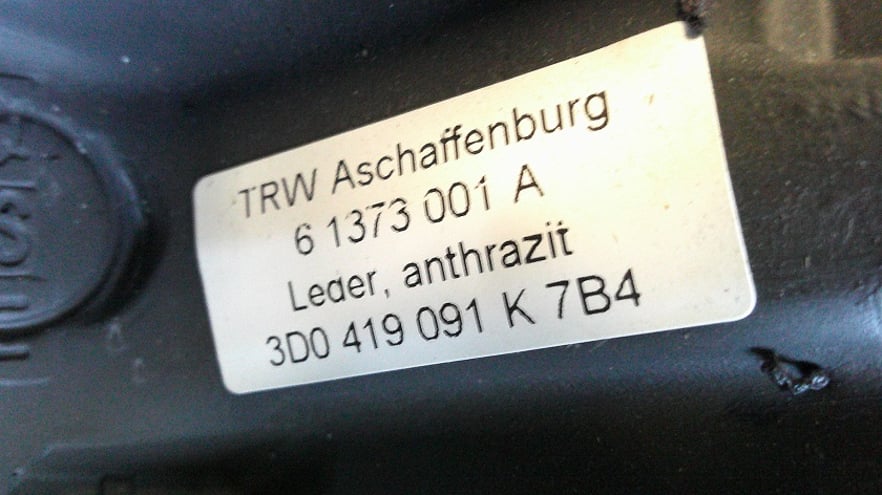 TRW Aschaffenburg
6 1373 001 A
Leder, anthrazit
3D0 419 091 K 7B4